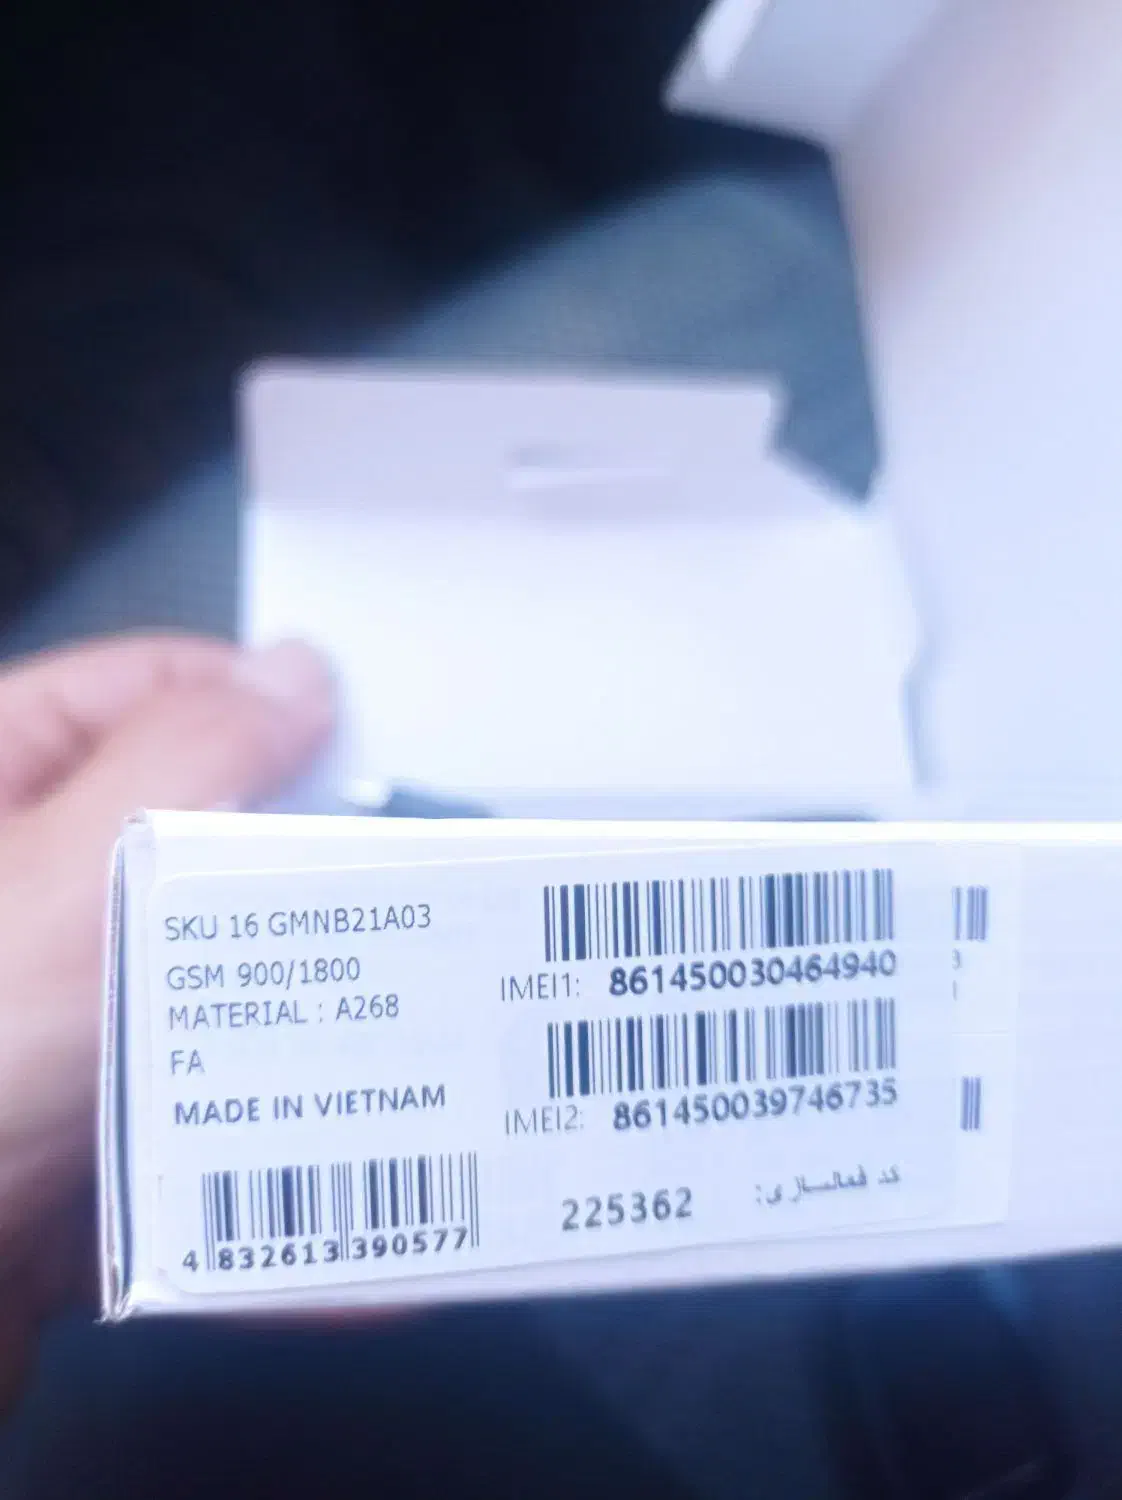 SKU 16 GMNB21A03
GSM 900/1800
MATERIAL : A268
FA
MADE IN VIETNAM
4 832613 390577
IMEI1: 861450030464940
IMEI2: 861450039746735
کد فعالسازی: 225362
3